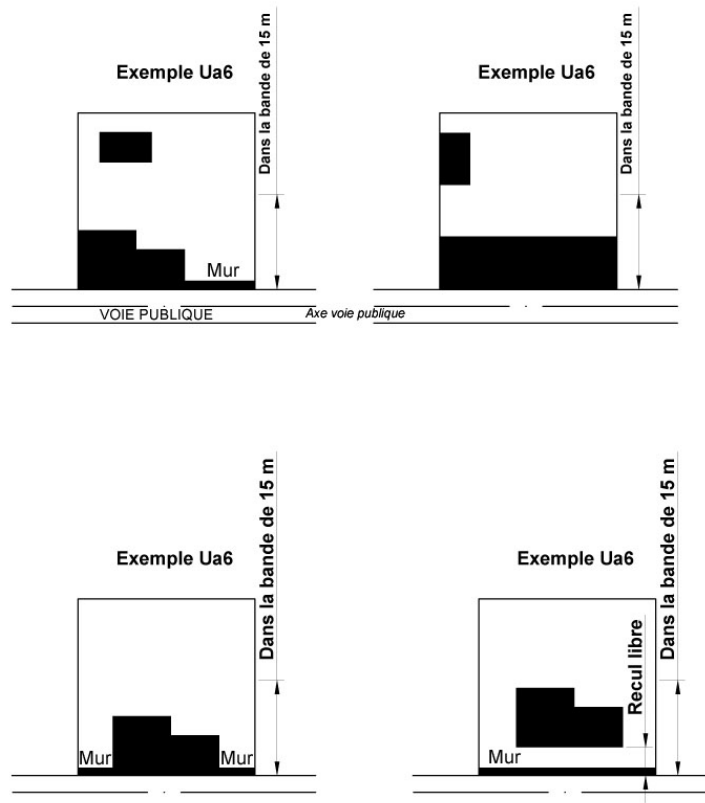 Exemple Ua6
Dans la bande de 15 m
Mur
VOIE PUBLIQUE
Axe voie publique
Exemple Ua6
Dans la bande de 15 m
Exemple Ua6
Dans la bande de 15 m
Mur
Mur
Exemple Ua6
Dans la bande de 15 m
Recul libre
Mur